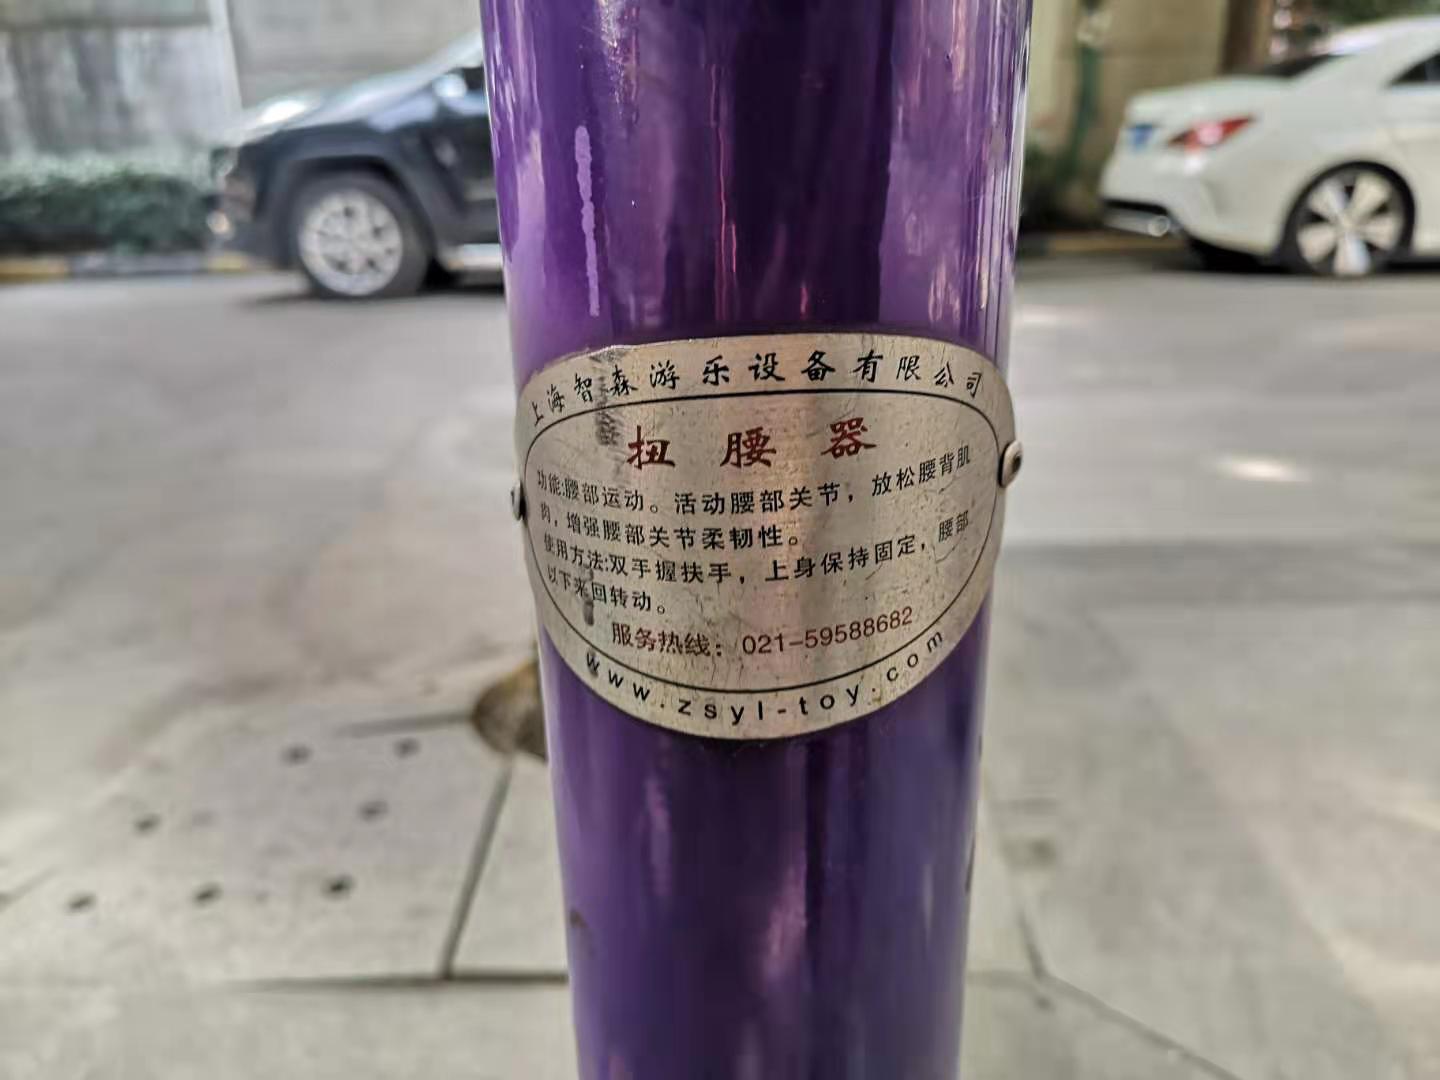 上海智森游乐设备有限公司
扭腰器
功能:腰部运动。活动腰部关节，放松腰背肌
肉，增强腰部关节柔韧性。
使用方法:双手握扶手，上身保持固定，腰部
以下来回转动。
服务热线：021-59588682
www.zsyl-toy.com